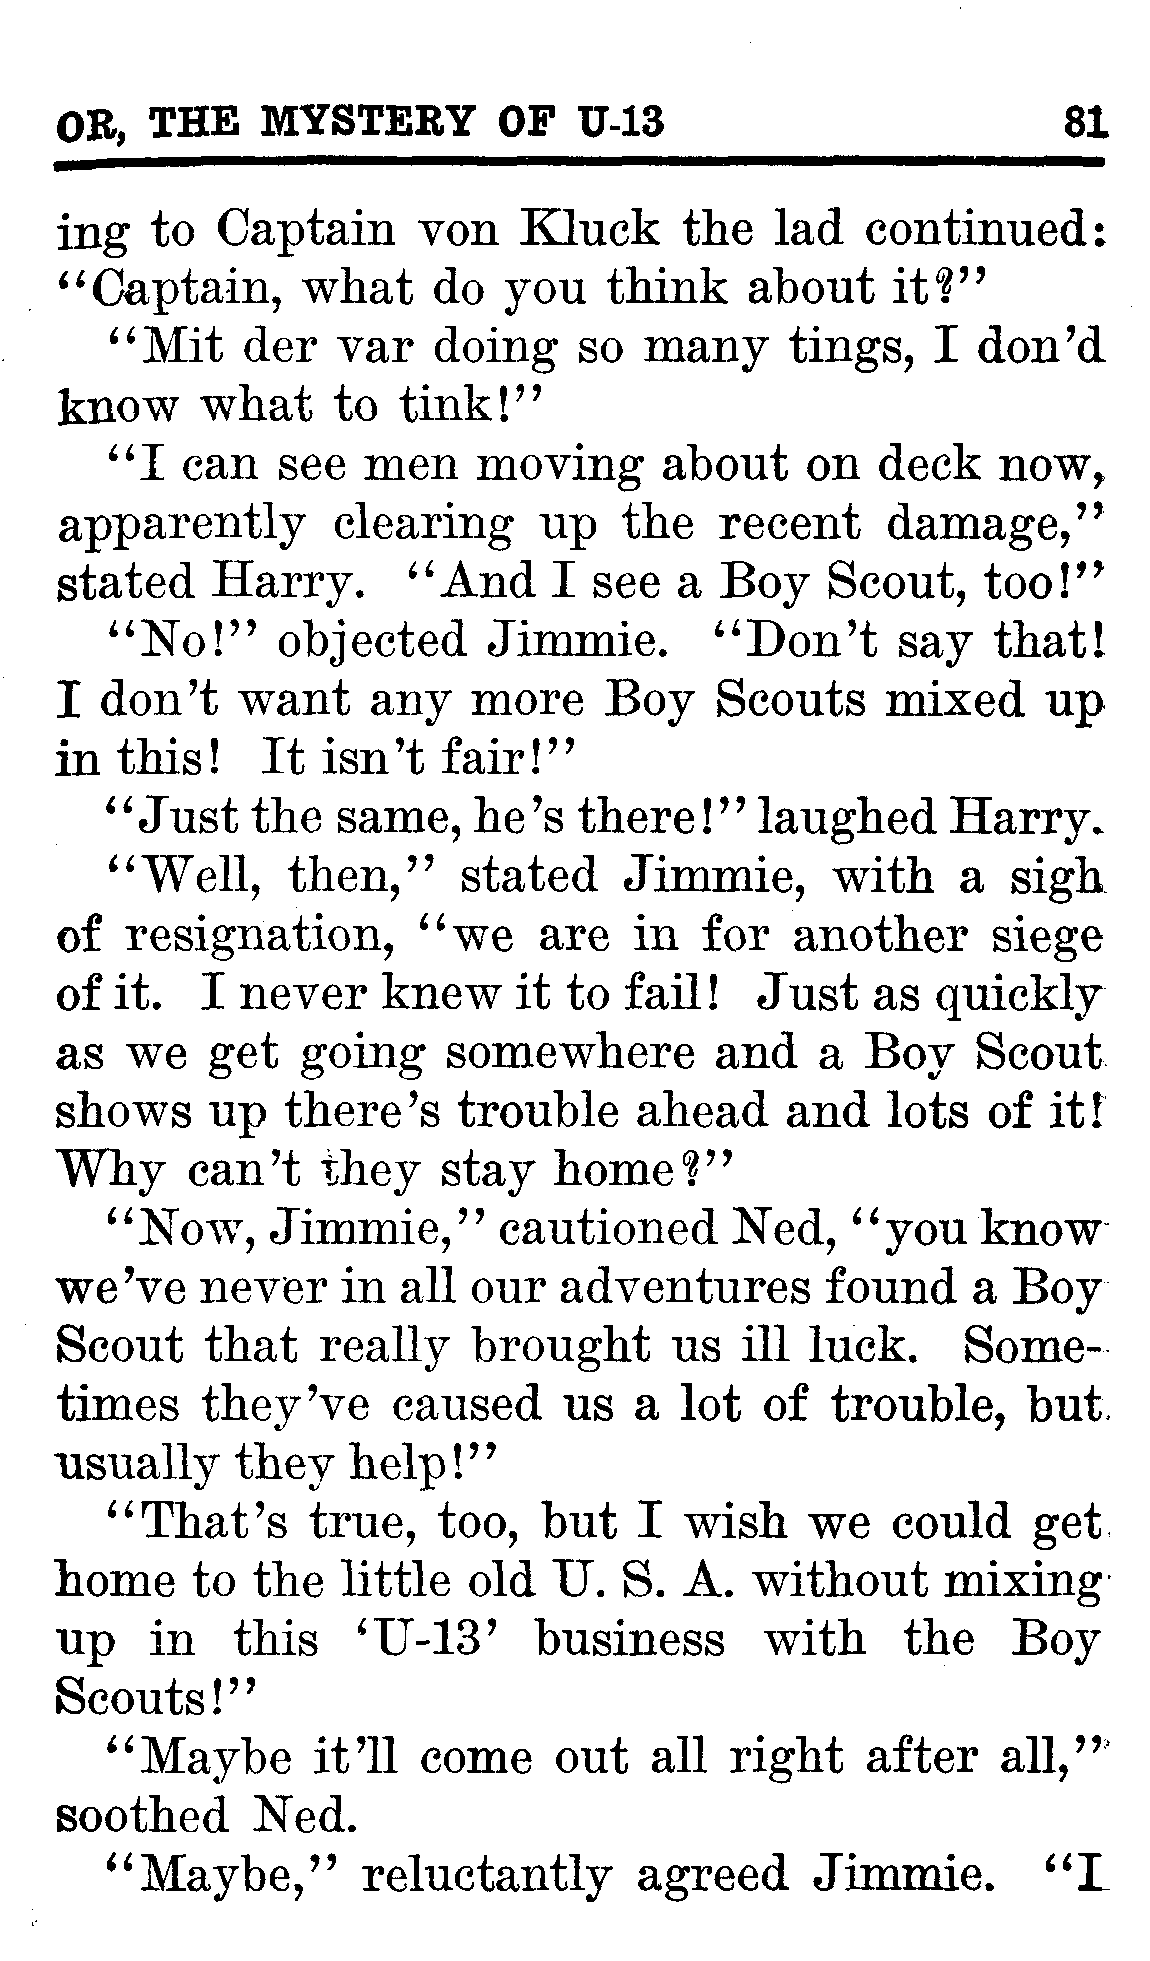 OR, THE MYSTERY OF U-13 81
ing to Captain von Kluck the lad continued:
“Captain, what do you think about it?”
“Mit der var doing so many tings, I don’d
know what to tink!”
“I can see men moving about on deck now,
apparently clearing up the recent damage,”
stated Harry. “And I see a Boy Scout, too!”
“No!” objected Jimmie. “Don’t say that!
I don’t want any more Boy Scouts mixed up
in this! It isn’t fair!”
“Just the same, he’s there!” laughed Harry.
“Well, then,” stated Jimmie, with a sigh
of resignation, “we are in for another siege
of it. I never knew it to fail! Just as quickly
as we get going somewhere and a Boy Scout
shows up there’s trouble ahead and lots of it!
Why can’t they stay home?”
“Now, Jimmie,” cautioned Ned, “you know
we’ve never in all our adventures found a Boy
Scout that really brought us ill luck. Some-
times they’ve caused us a lot of trouble, but
usually they help!”
“That’s true, too, but I wish we could get
home to the little old U. S. A. without mixing
up in this ‘U-13’ business with the Boy
Scouts!”
“Maybe it’ll come out all right after all,”
soothed Ned.
“Maybe,” reluctantly agreed Jimmie. “I